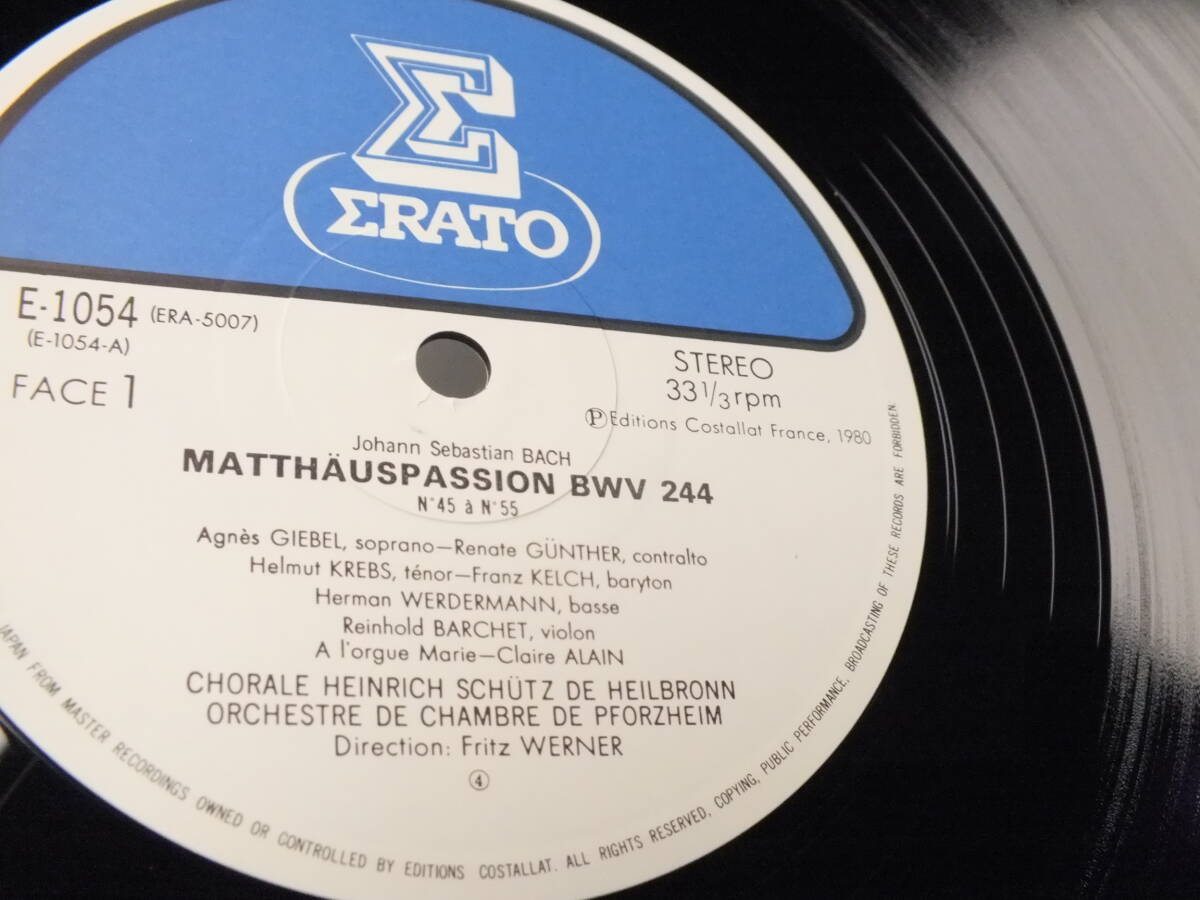 Σ
ΣRATO
E-1054 (ERA-5007)
(E-1054-A)
FACE 1
STEREO
33 1/3 rpm
Ⓟ Editions Costallat France, 1980
Johann Sebastian BACH
MATTHÄUSPASSION BWV 244
N°45 à N°55
Agnès GIEBEL, soprano—Renate GÜNTHER, contralto
Helmut KREBS, ténor—Franz KELCH, baryton
Herman WERDERMANN, basse
Reinhold BARCHET, violon
A l'orgue Marie—Claire ALAIN
CHORALE HEINRICH SCHÜTZ DE HEILBRONN
ORCHESTRE DE CHAMBRE DE PFORZHEIM
Direction: Fritz WERNER
④
JAPAN FROM MASTER RECORDINGS OWNED OR CONTROLLED BY EDITIONS COSTALLAT. ALL RIGHTS RESERVED, COPYING, PUBLIC PERFORMANCE, BROADCASTING OF THESE RECORDS ARE FORBIDDEN.